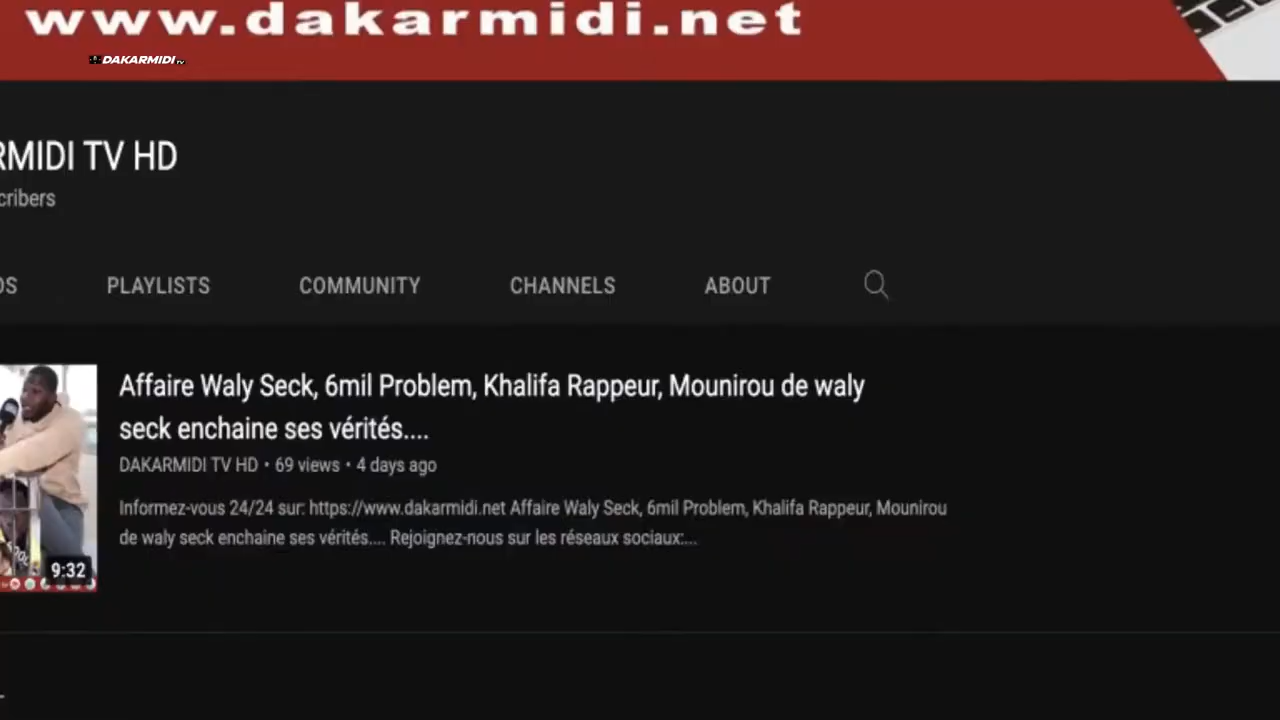 www.dakarmidi.net
DAKARMIDI TV
RMIDI TV HD
cribers
OS PLAYLISTS COMMUNITY CHANNELS ABOUT
Affaire Waly Seck, 6mil Problem, Khalifa Rappeur, Mounirou de waly
seck enchaine ses vérités....
DAKARMIDI TV HD • 69 views • 4 days ago
Informez-vous 24/24 sur: https://www.dakarmidi.net Affaire Waly Seck, 6mil Problem, Khalifa Rappeur, Mounirou
de waly seck enchaine ses vérités.... Rejoignez-nous sur les réseaux sociaux:...
9:32